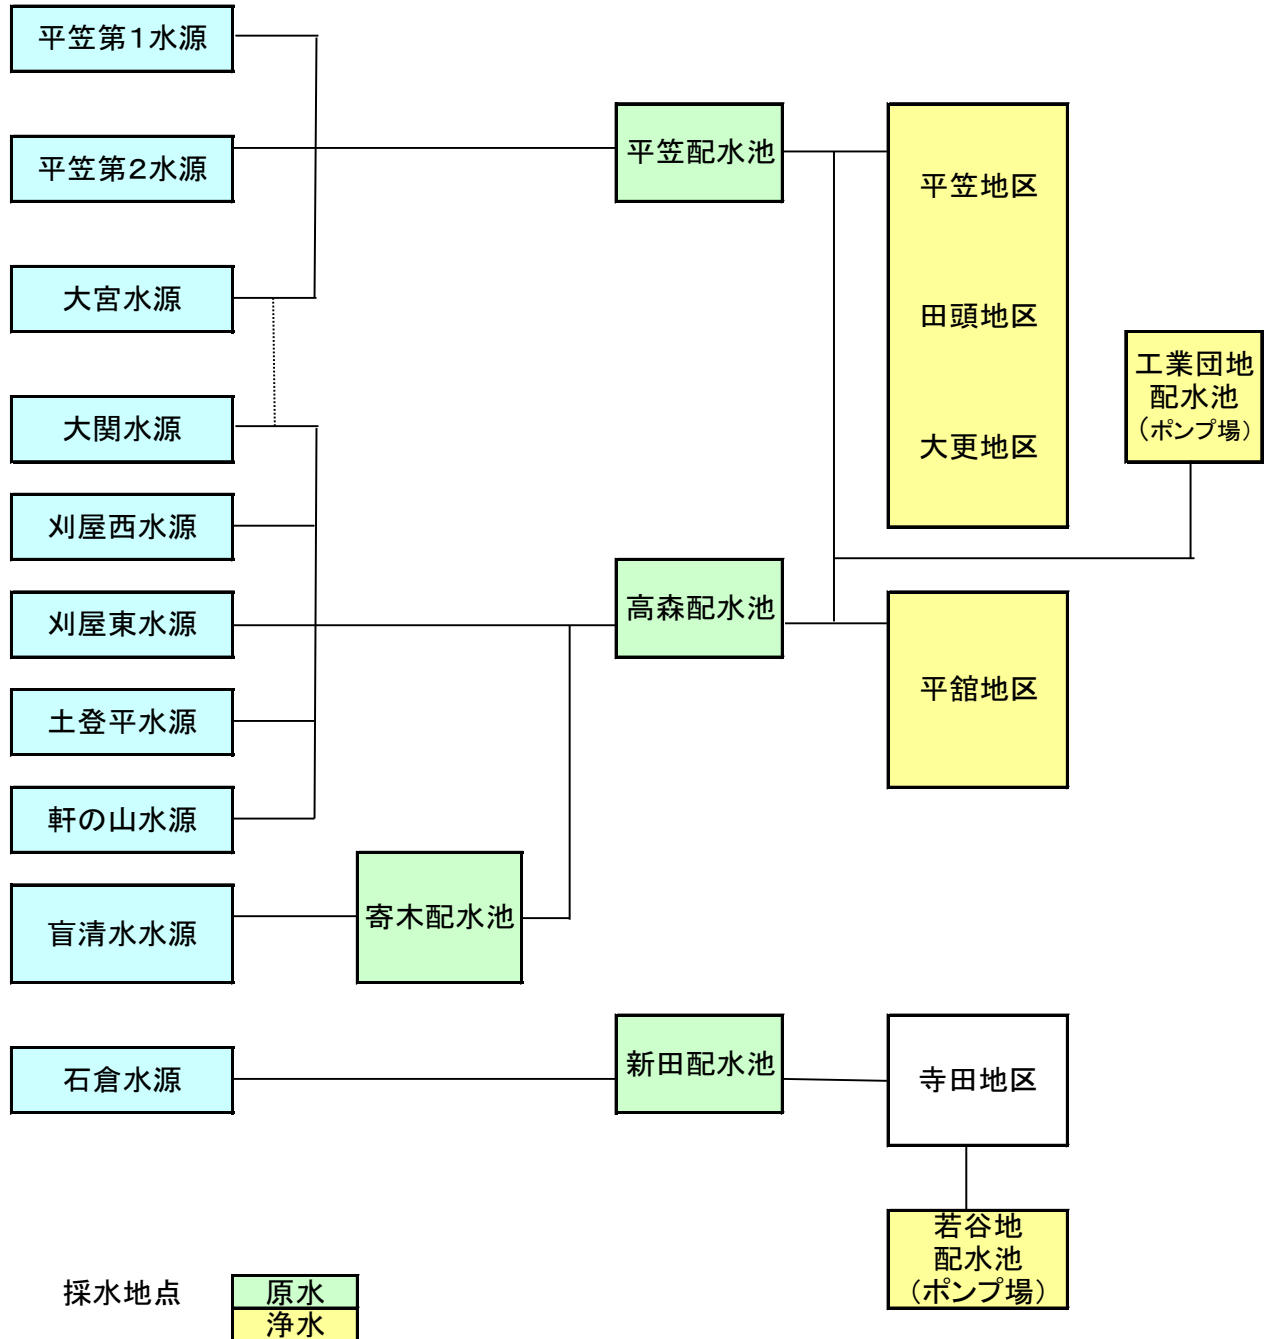 平笠第1水源
平笠第2水源
大宮水源
大関水源
刈屋西水源
刈屋東水源
土登平水源
軒の山水源
盲清水水源
石倉水源
寄木配水池
平笠配水池
高森配水池
新田配水池
平笠地区
田頭地区
大更地区
平舘地区
寺田地区
若谷地
配水池
(ポンプ場)
工業団地
配水池
(ポンプ場)
採水地点
原水
浄水